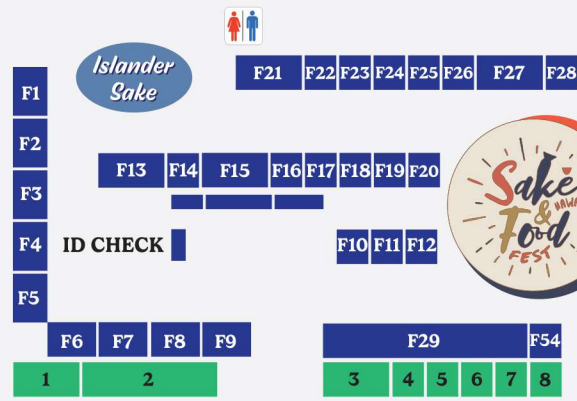 Islander
Sake
F21 F22 F23 F24 F25 F26 F27 F28
F1
F2
F3
F4
F5
F13 F14 F15 F16 F17 F18 F19 F20
ID CHECK
F10 F11 F12
Sake
HAWA
&
Food
FEST
F6 F7 F8 F9
F29 F54
1 2 3 4 5 6 7 8